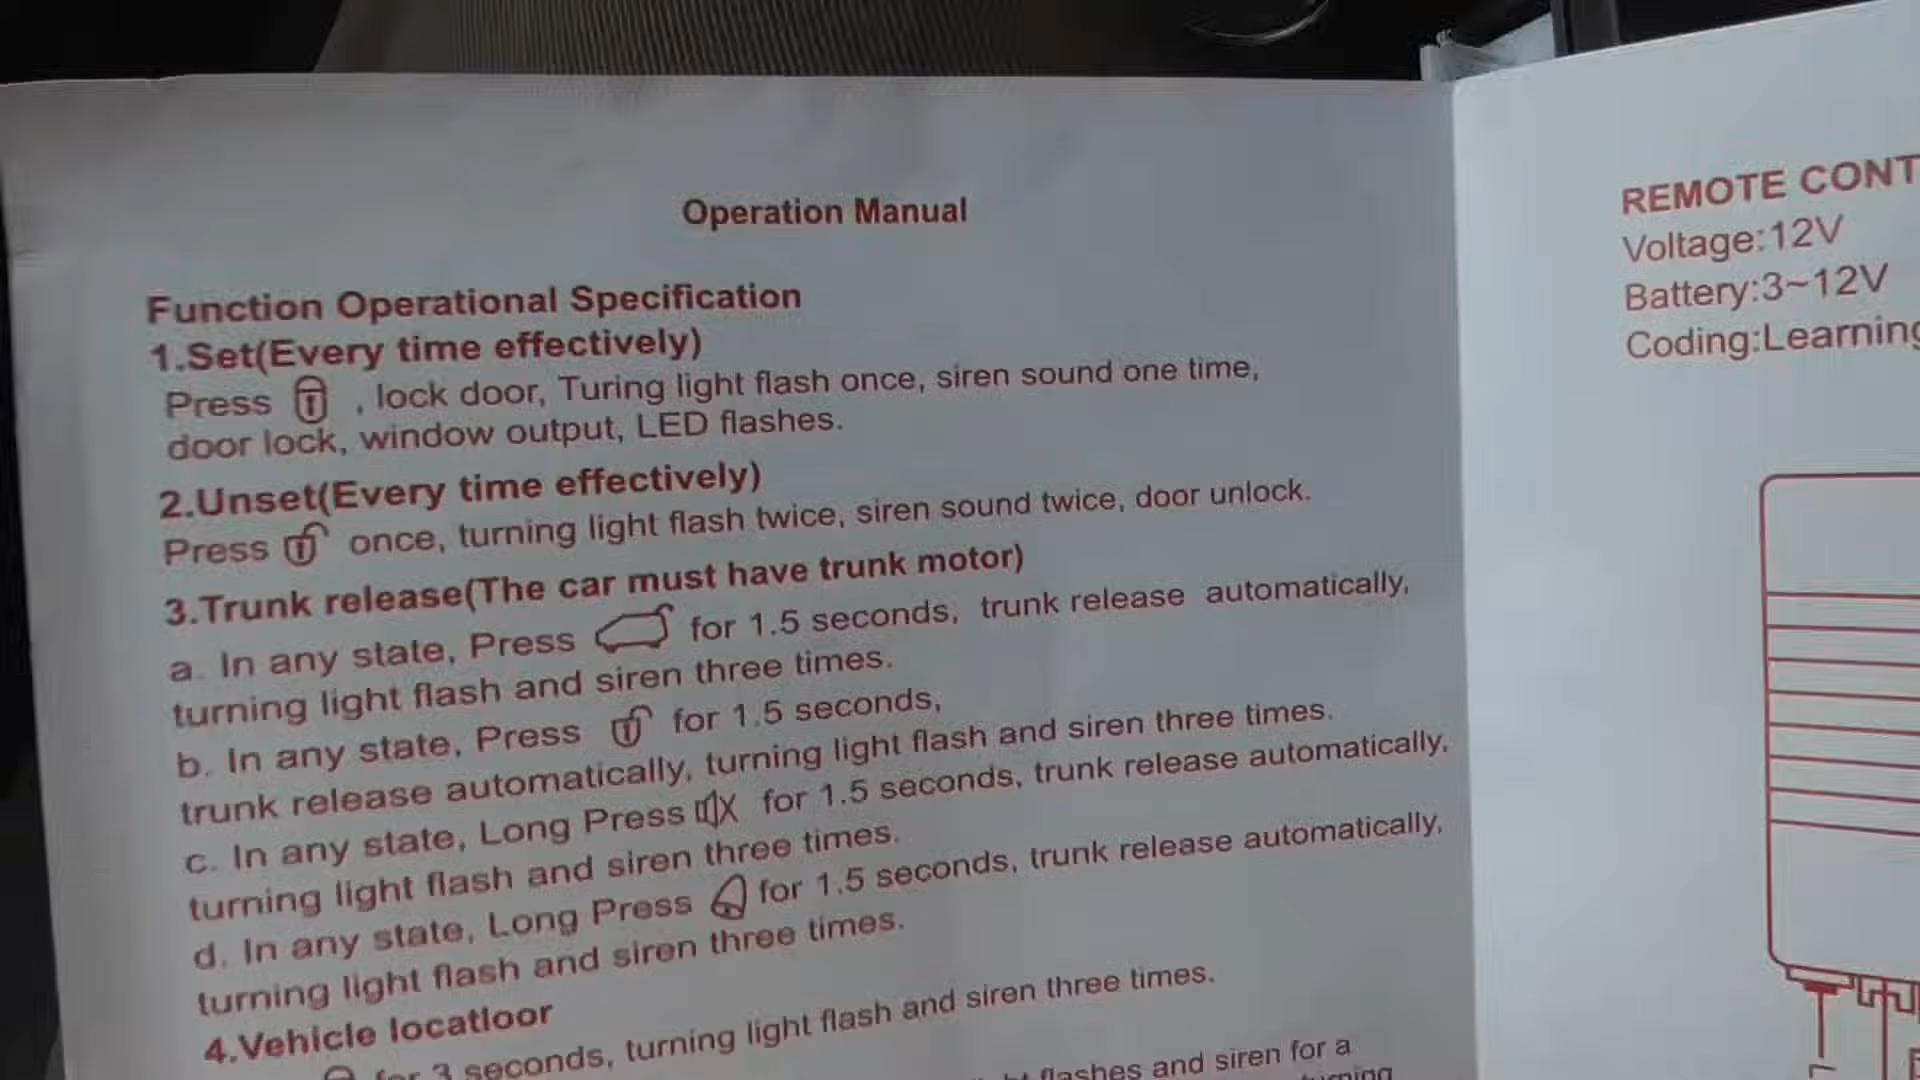 Operation Manual
Function Operational Specification
1.Set(Every time effectively)
Press , lock door, Turing light flash once, siren sound one time,
door lock, window output, LED flashes.
2.Unset(Every time effectively)
Press once, turning light flash twice, siren sound twice, door unlock.
3.Trunk release(The car must have trunk motor)
a. In any state, Press for 1.5 seconds, trunk release automatically,
turning light flash and siren three times.
b. In any state, Press for 1.5 seconds,
trunk release automatically, turning light flash and siren three times.
c. In any state, Long Press for 1.5 seconds, trunk release automatically,
turning light flash and siren three times.
d. In any state, Long Press for 1.5 seconds, trunk release automatically,
turning light flash and siren three times.
4.Vehicle locatloor
for 3 seconds, turning light flash and siren three times.
flashes and siren for a
REMOTE CONT
Voltage:12V
Battery:3~12V
Coding:Learning